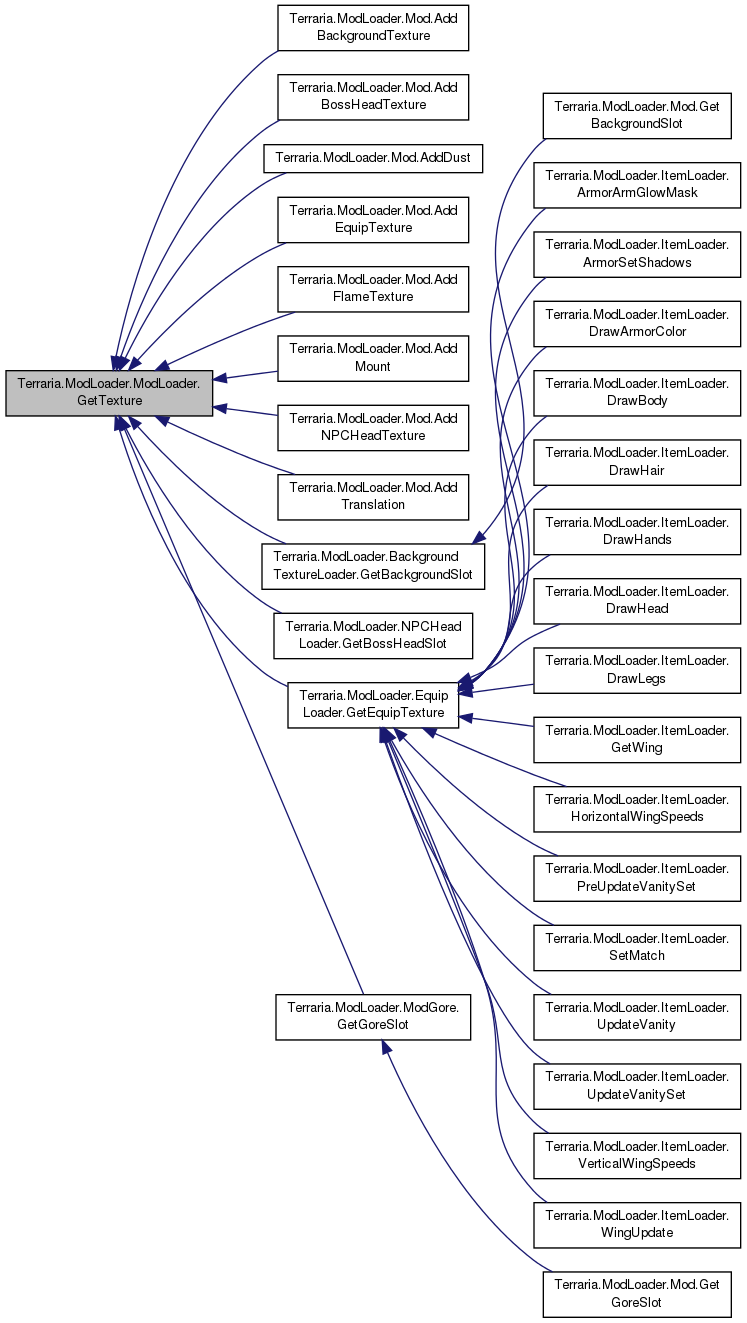 Terraria.ModLoader.ModLoader.
GetTexture
Terraria.ModLoader.Mod.Add
BackgroundTexture
Terraria.ModLoader.Mod.Add
BossHeadTexture
Terraria.ModLoader.Mod.AddDust
Terraria.ModLoader.Mod.Add
EquipTexture
Terraria.ModLoader.Mod.Add
FlameTexture
Terraria.ModLoader.Mod.Add
Mount
Terraria.ModLoader.Mod.Add
NPCHeadTexture
Terraria.ModLoader.Mod.Add
Translation
Terraria.ModLoader.Background
TextureLoader.GetBackgroundSlot
Terraria.ModLoader.NPCHead
Loader.GetBossHeadSlot
Terraria.ModLoader.Equip
Loader.GetEquipTexture
Terraria.ModLoader.ModGore.
GetGoreSlot
Terraria.ModLoader.Mod.Get
BackgroundSlot
Terraria.ModLoader.ItemLoader.
ArmorArmGlowMask
Terraria.ModLoader.ItemLoader.
ArmorSetShadows
Terraria.ModLoader.ItemLoader.
DrawArmorColor
Terraria.ModLoader.ItemLoader.
DrawBody
Terraria.ModLoader.ItemLoader.
DrawHair
Terraria.ModLoader.ItemLoader.
DrawHands
Terraria.ModLoader.ItemLoader.
DrawHead
Terraria.ModLoader.ItemLoader.
DrawLegs
Terraria.ModLoader.ItemLoader.
GetWing
Terraria.ModLoader.ItemLoader.
HorizontalWingSpeeds
Terraria.ModLoader.ItemLoader.
PreUpdateVanitySet
Terraria.ModLoader.ItemLoader.
SetMatch
Terraria.ModLoader.ItemLoader.
UpdateVanity
Terraria.ModLoader.ItemLoader.
UpdateVanitySet
Terraria.ModLoader.ItemLoader.
VerticalWingSpeeds
Terraria.ModLoader.ItemLoader.
WingUpdate
Terraria.ModLoader.Mod.Get
GoreSlot